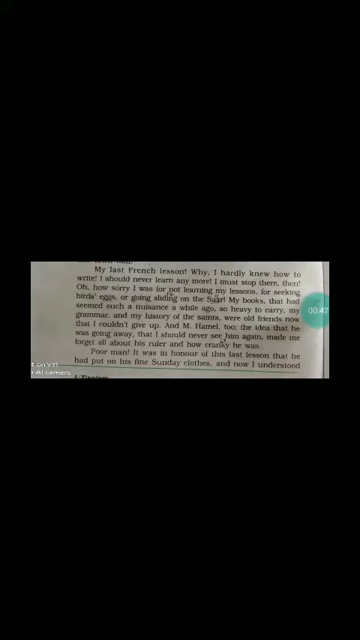 My last French lesson! Why, I hardly knew how to
write! I should never learn any more! I must stop there, then!
Oh, how sorry I was for not learning my lessons, for seeking
birds' eggs, or going sliding on the Saar! My books, that had
seemed such a nuisance a while ago, so heavy to carry, my
grammar, and my history of the saints, were old friends now
that I couldn't give up. And M. Hamel, too; the idea that he
was going away, that I should never see him again, made me
forget all about his ruler and how cranky he was.
Poor man! It was in honour of this last lesson that he
had put on his fine Sunday clothes, and now I understood
00:42
AI camera